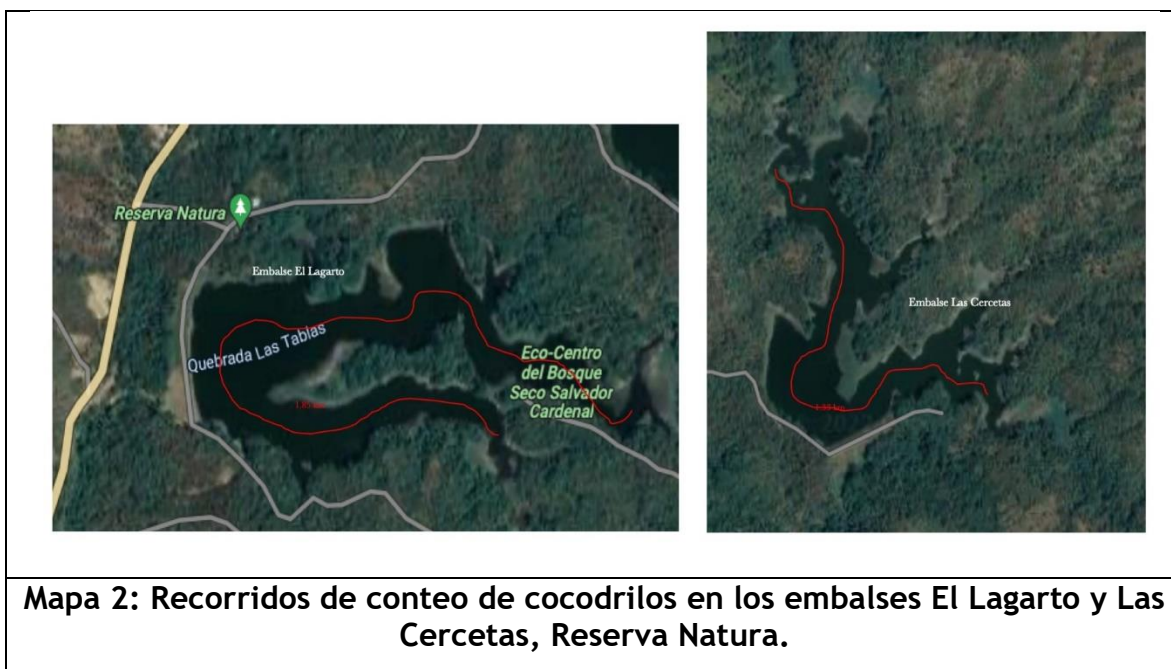 Reserva Natura
Embalse El Lagarto
Quebrada Las Tablas
Eco-Centro
del Bosque
Seco Salvador
Cardenal
Embalse Las Cercetas
Mapa 2: Recorridos de conteo de cocodrilos en los embalses El Lagarto y Las
Cercetas, Reserva Natura.